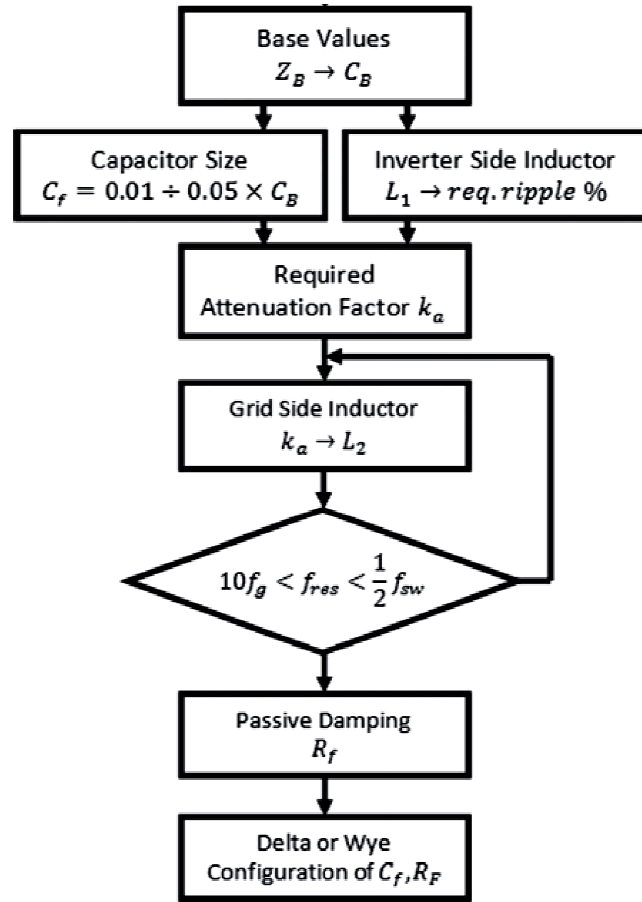 Base Values
Z_B → C_B
Capacitor Size
C_f = 0.01 ÷ 0.05 × C_B
Inverter Side Inductor
L_1 → req.ripple %
Required
Attenuation Factor k_a
Grid Side Inductor
k_a → L_2
10f_g < f_res < 1/2 f_sw
Passive Damping
R_f
Delta or Wye
Configuration of C_f,R_F